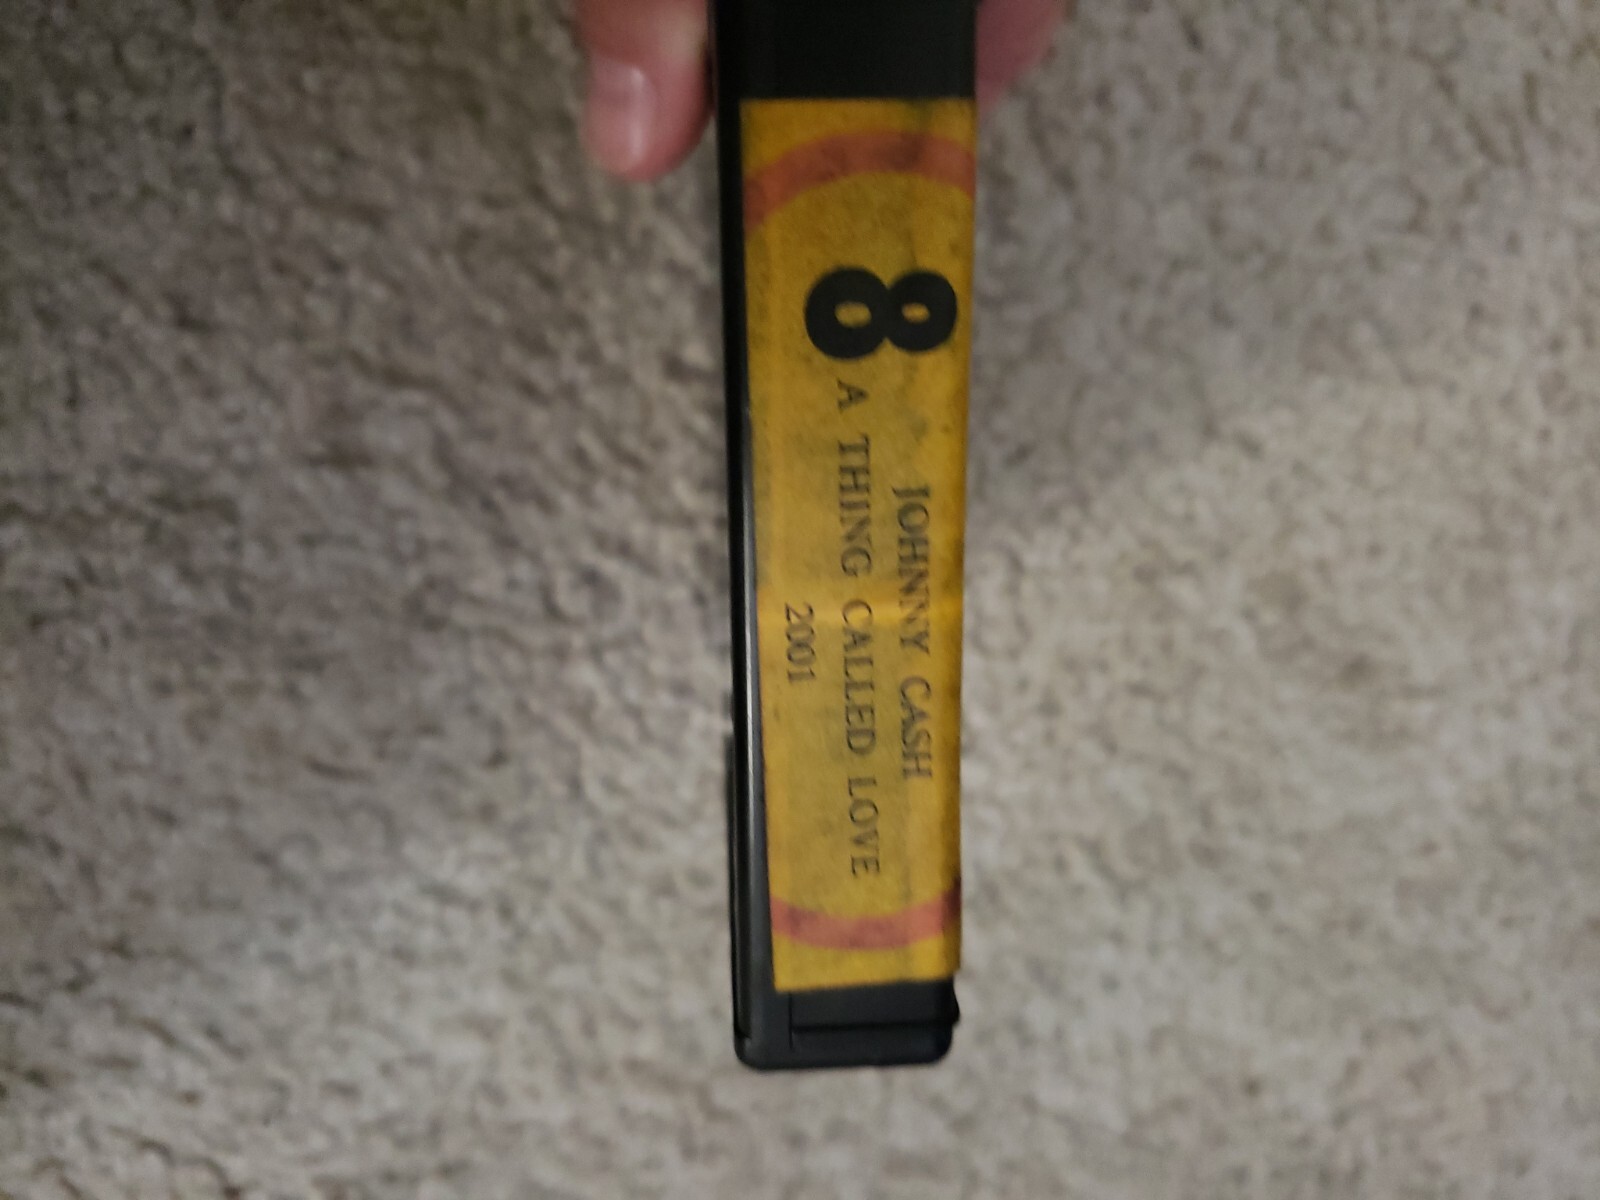 8
JOHNNY CASH
A THING CALLED LOVE
2001